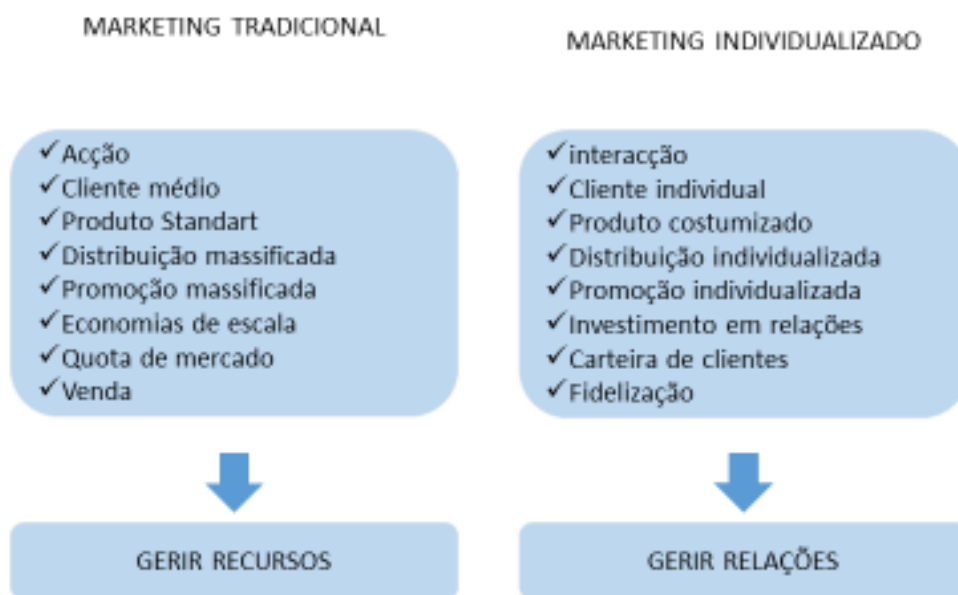 MARKETING TRADICIONAL
✓Acção
✓Cliente médio
✓Produto Standart
✓Distribuição massificada
✓Promoção massificada
✓Economias de escala
✓Quota de mercado
✓Venda
GERIR RECURSOS
MARKETING INDIVIDUALIZADO
✓interacção
✓Cliente individual
✓Produto costumizado
✓Distribuição individualizada
✓Promoção individualizada
✓Investimento em relações
✓Carteira de clientes
✓Fidelização
GERIR RELAÇÕES